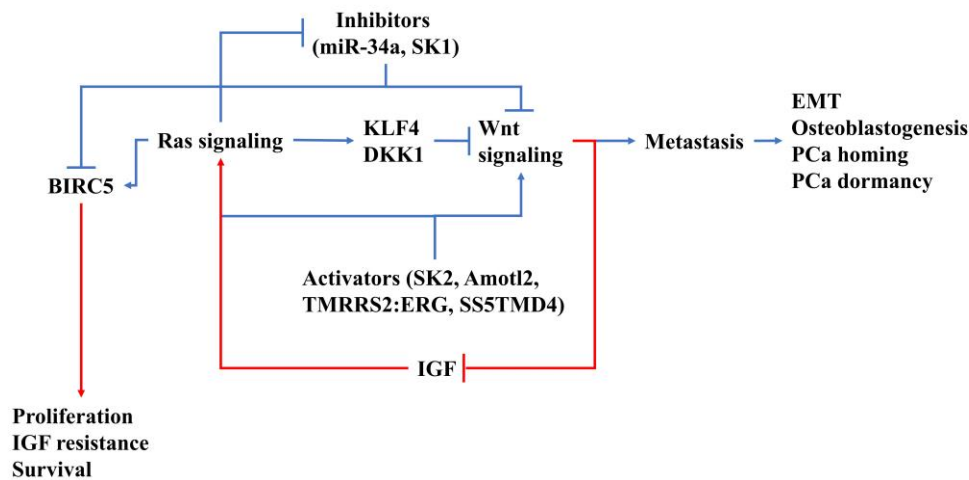 Inhibitors
(miR-34a, SK1)
Ras signaling
KLF4
DKK1
Wnt
signaling
Metastasis
EMT
Osteoblastogenesis
PCa homing
PCa dormancy
BIRC5
Activators (SK2, Amotl2,
TMRRS2:ERG, SS5TMD4)
IGF
Proliferation
IGF resistance
Survival